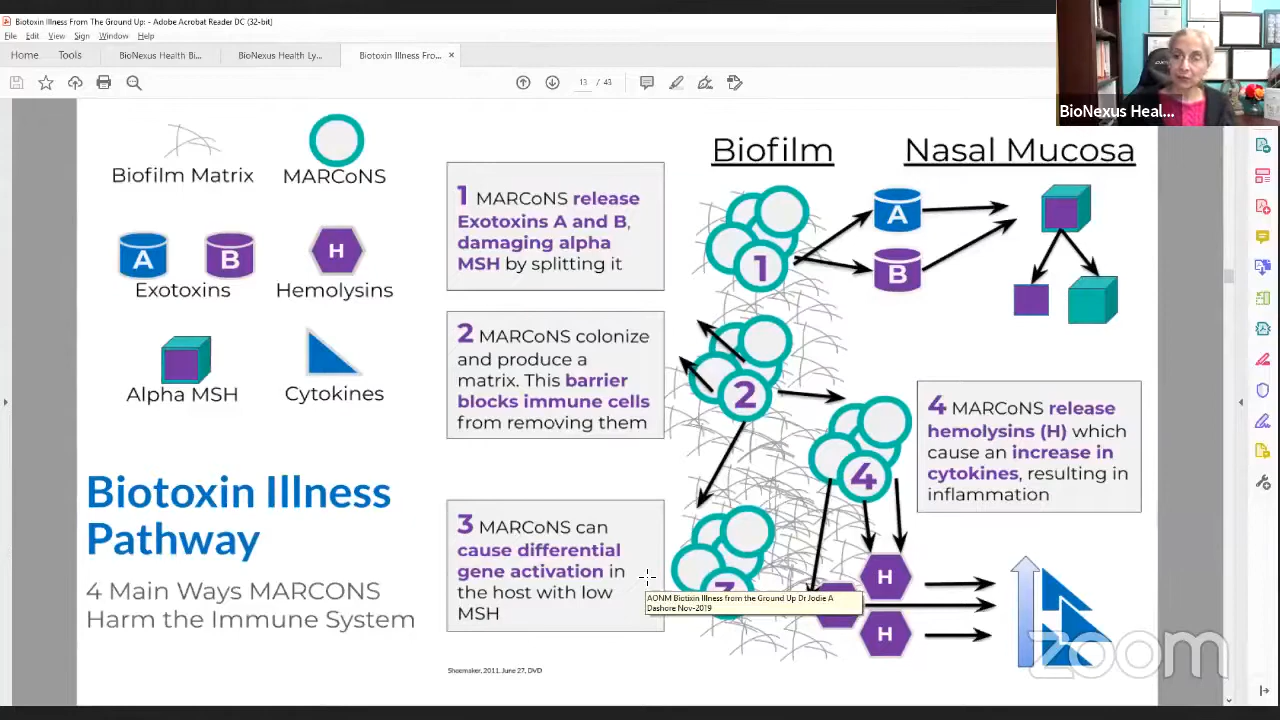 Biotoxin Illness From The Ground Up: - Adobe Acrobat Reader DC (32-bit)
File Edit View Sign Window Help
Home Tools BioNexus Health Bi... BioNexus Health Ly... Biotoxin Illness Fro... ×
13 / 43
BioNexus Heal...
Biofilm Matrix
MARCoNS
A B
Exotoxins
H
Hemolysins
Alpha MSH
Cytokines
Biotoxin Illness
Pathway
4 Main Ways MARCONS
Harm the Immune System
1 MARCoNS release
Exotoxins A and B,
damaging alpha
MSH by splitting it
2 MARCoNS colonize
and produce a
matrix. This barrier
blocks immune cells
from removing them
3 MARCoNS can
cause differential
gene activation in
the host with low
MSH
Shoemaker, 2011, June 27, DVD
Biofilm
Nasal Mucosa
1
A
B
2
4
3
4 MARCoNS release
hemolysins (H) which
cause an increase in
cytokines, resulting in
inflammation
H
H
AONM Biotixin Illness from the Ground Up Dr Jodie A
Dashore Nov-2019
zoom